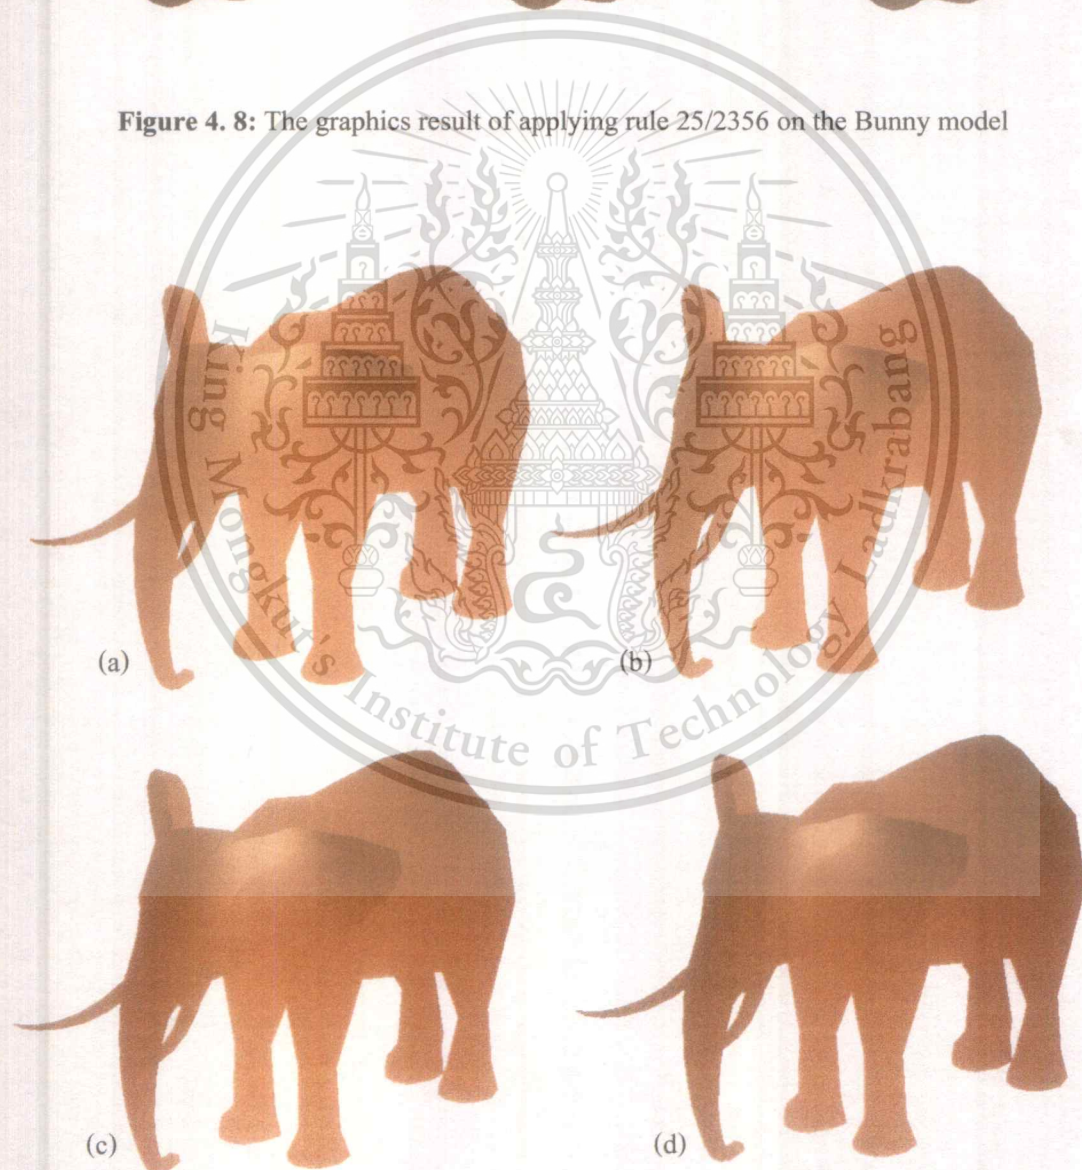 Figure 4. 8: The graphics result of applying rule 25/2356 on the Bunny model
King Mongkut's Institute of Technology Ladkrabang
(a)
(b)
(c)
(d)